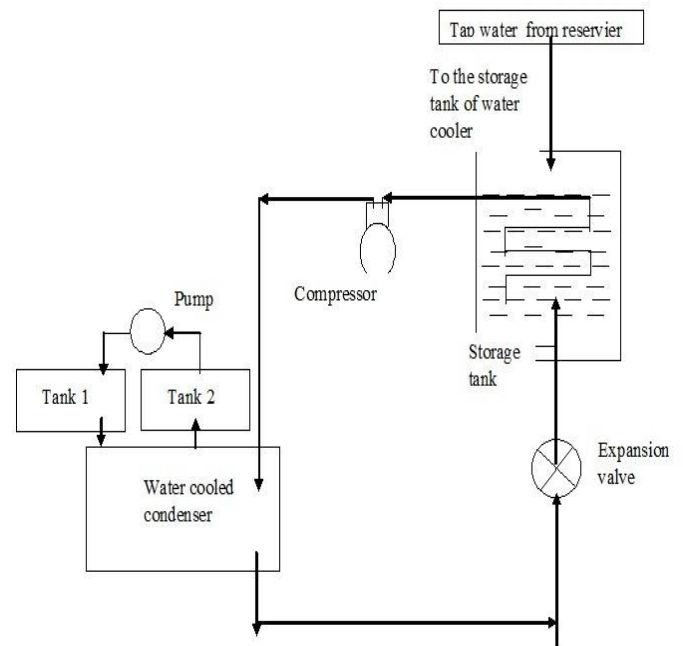 Tap water from reservier
To the storage
tank of water
cooler
Compressor
Pump
Storage
tank
Tank 1
Tank 2
Expansion
valve
Water cooled
condenser